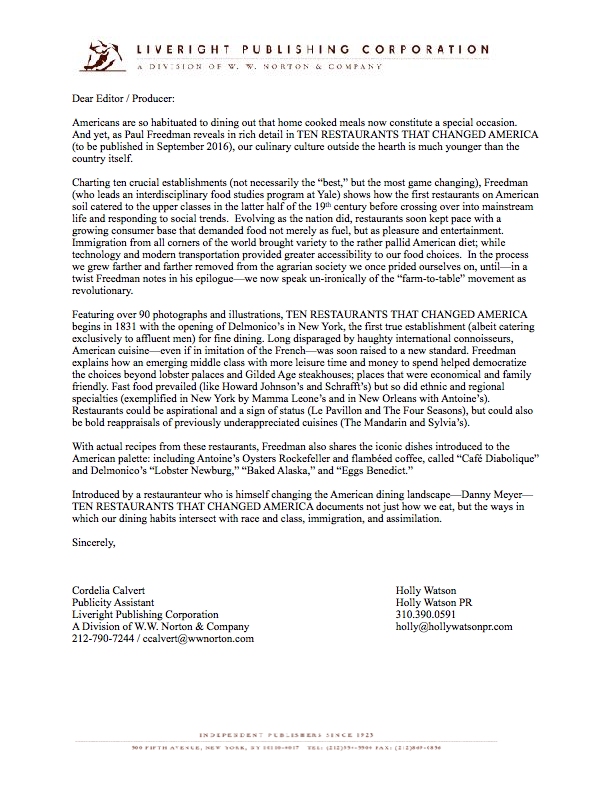 LIVERIGHT PUBLISHING CORPORATION
A DIVISION OF W. W. NORTON & COMPANY
Dear Editor / Producer:
Americans are so habituated to dining out that home cooked meals now constitute a special occasion.
And yet, as Paul Freedman reveals in rich detail in TEN RESTAURANTS THAT CHANGED AMERICA
(to be published in September 2016), our culinary culture outside the hearth is much younger than the
country itself.
Charting ten crucial establishments (not necessarily the “best,” but the most game changing), Freedman
(who leads an interdisciplinary food studies program at Yale) shows how the first restaurants on American
soil catered to the upper classes in the latter half of the 19th century before crossing over into mainstream
life and responding to social trends.  Evolving as the nation did, restaurants soon kept pace with a
growing consumer base that demanded food not merely as fuel, but as pleasure and entertainment.
Immigration from all corners of the world brought variety to the rather pallid American diet; while
technology and modern transportation provided greater accessibility to our food choices.  In the process
we grew farther and farther removed from the agrarian society we once prided ourselves on, until—in a
twist Freedman notes in his epilogue—we now speak un-ironically of the “farm-to-table” movement as
revolutionary.
Featuring over 90 photographs and illustrations, TEN RESTAURANTS THAT CHANGED AMERICA
begins in 1831 with the opening of Delmonico’s in New York, the first true establishment (albeit catering
exclusively to affluent men) for fine dining. Long disparaged by haughty international connoisseurs,
American cuisine—even if in imitation of the French—was soon raised to a new standard. Freedman
explains how an emerging middle class with more leisure time and money to spend helped democratize
the choices beyond lobster palaces and Gilded Age steakhouses; places that were economical and family
friendly. Fast food prevailed (like Howard Johnson’s and Schrafft’s) but so did ethnic and regional
specialties (exemplified in New York by Mamma Leone’s and in New Orleans with Antoine’s).
Restaurants could be aspirational and a sign of status (Le Pavillon and The Four Seasons), but could also
be bold reappraisals of previously underappreciated cuisines (The Mandarin and Sylvia’s).
With actual recipes from these restaurants, Freedman also shares the iconic dishes introduced to the
American palette: including Antoine’s Oysters Rockefeller and flambéed coffee, called “Café Diabolique”
and Delmonico’s “Lobster Newburg,” “Baked Alaska,” and “Eggs Benedict.”
Introduced by a restauranteur who is himself changing the American dining landscape—Danny Meyer—
TEN RESTAURANTS THAT CHANGED AMERICA documents not just how we eat, but the ways in
which our dining habits intersect with race and class, immigration, and assimilation.
Sincerely,
Cordelia Calvert
Publicity Assistant
Liveright Publishing Corporation
A Division of W.W. Norton & Company
212-790-7244 / ccalvert@wwnorton.com
Holly Watson
Holly Watson PR
310.390.0591
holly@hollywatsonpr.com
INDEPENDENT PUBLISHERS SINCE 1923
500 FIFTH AVENUE, NEW YORK, NY TEL: FAX: